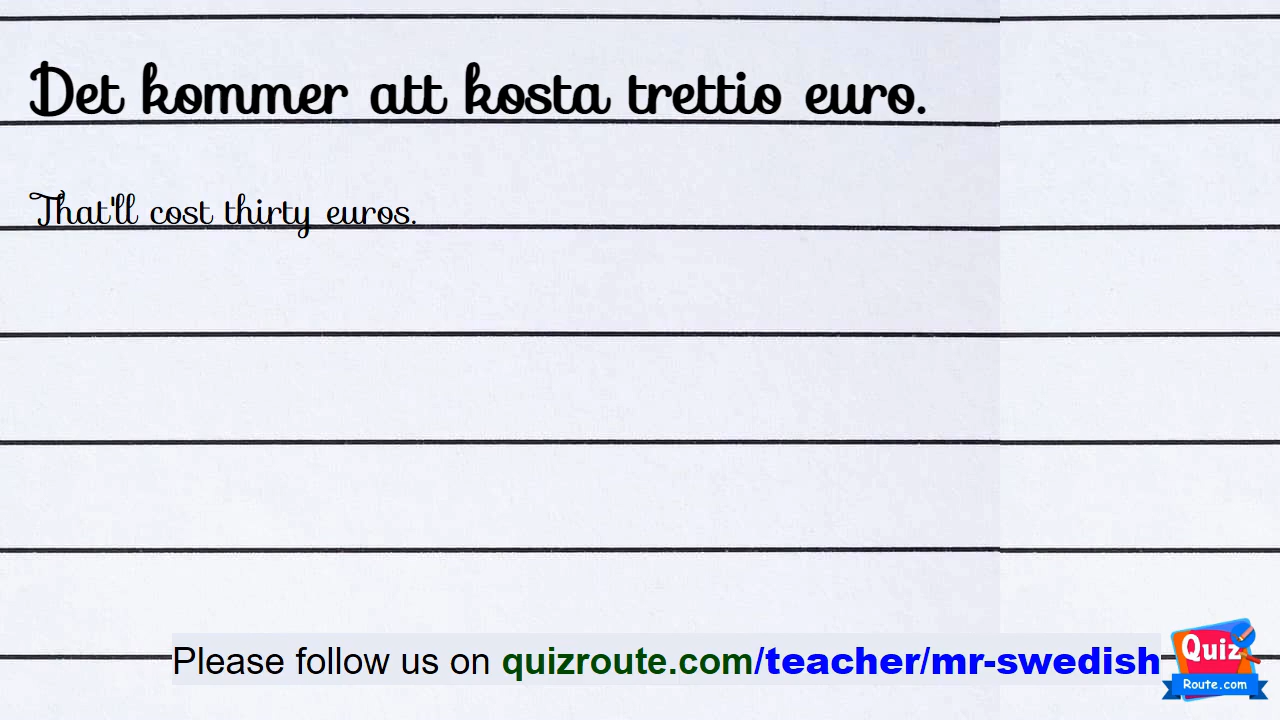 Det kommer att kosta trettio euro.
That'll cost thirty euros.
Please follow us on quizroute.com/teacher/mr-swedish
Quiz
Route.com